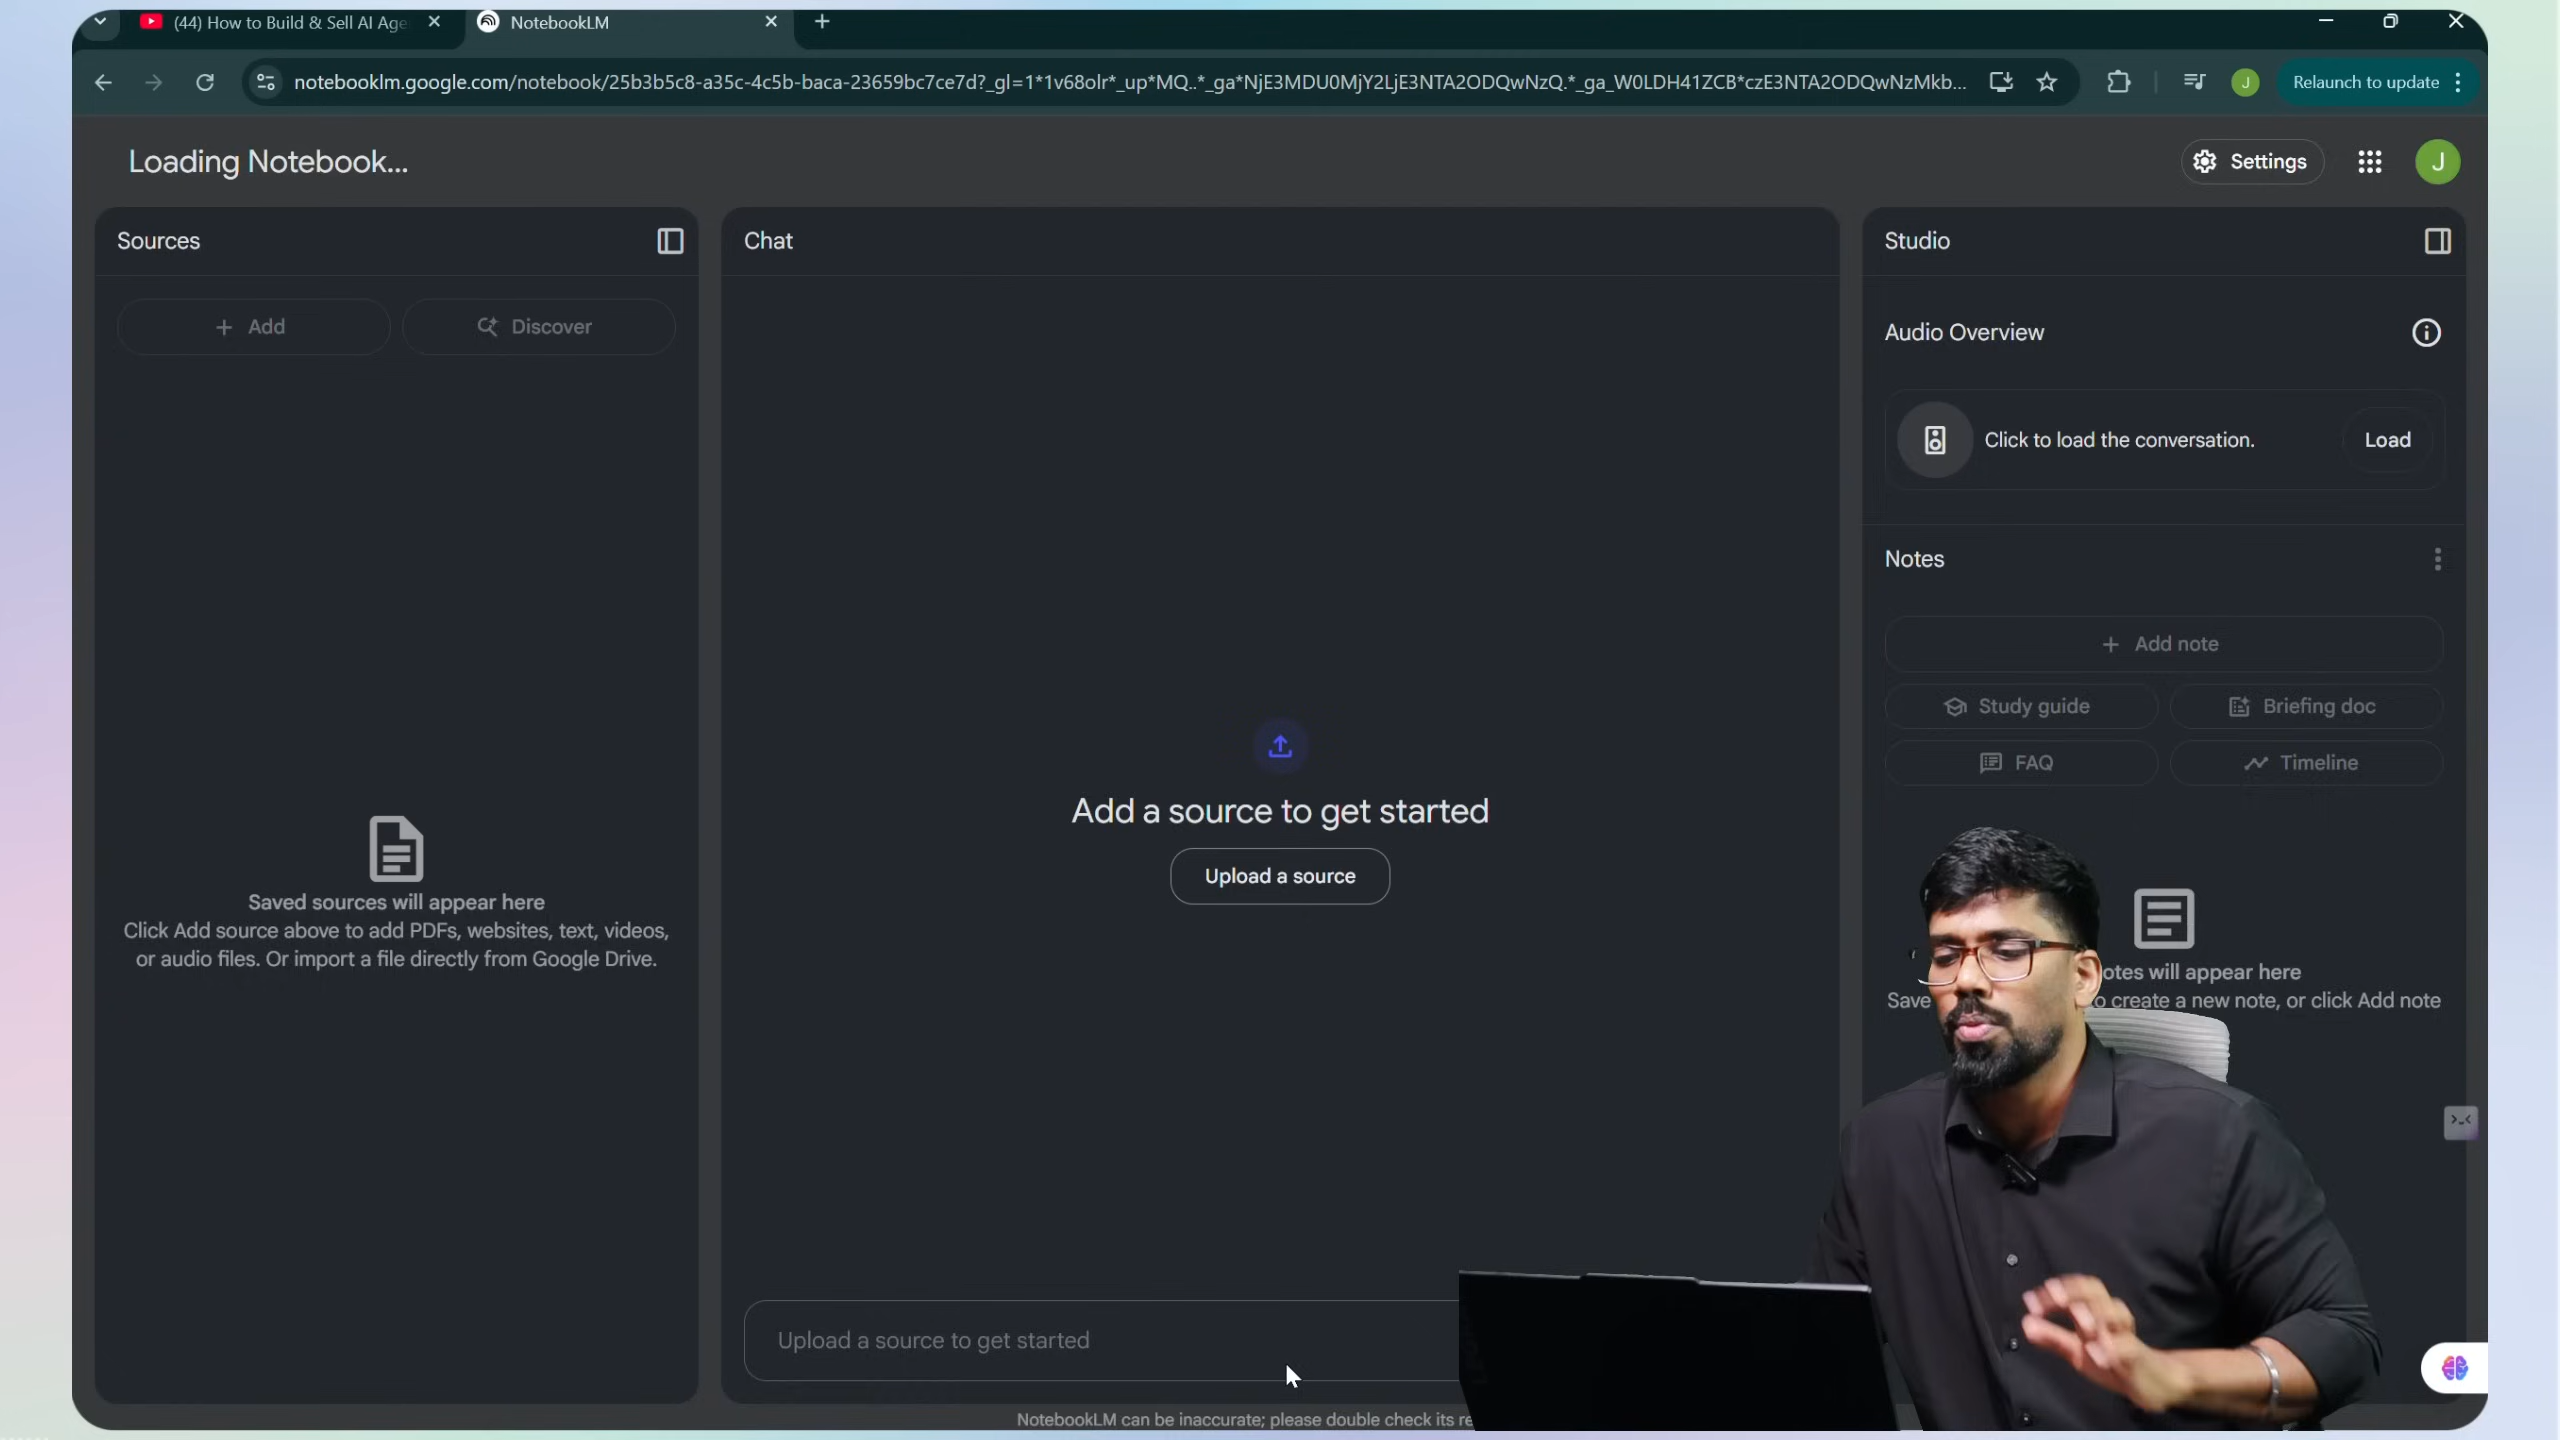 (44) How to Build & Sell AI Age
NotebookLM
notebooklm.google.com/notebook/25b3b5c8-a35c-4c5b-baca-23659bc7ce7d?_gl=1*1v68olr*_up*MQ..*_ga*NjE3MDU0MjY2LjE3NTA2ODQwNzQ.*_ga_W0LDH41ZCB*czE3NTA2ODQwNzMkb...
J
Relaunch to update
Loading Notebook...
Settings
J
Sources
Add
Discover
Saved sources will appear here
Click Add source above to add PDFs, websites, text, videos,
or audio files. Or import a file directly from Google Drive.
Chat
Add a source to get started
Upload a source
Upload a source to get started
NotebookLM can be inaccurate; please double check its
Studio
Audio Overview
Click to load the conversation.
Load
Notes
Add note
Study guide
Briefing doc
FAQ
Timeline
otes will appear here
Save
o create a new note, or click Add note